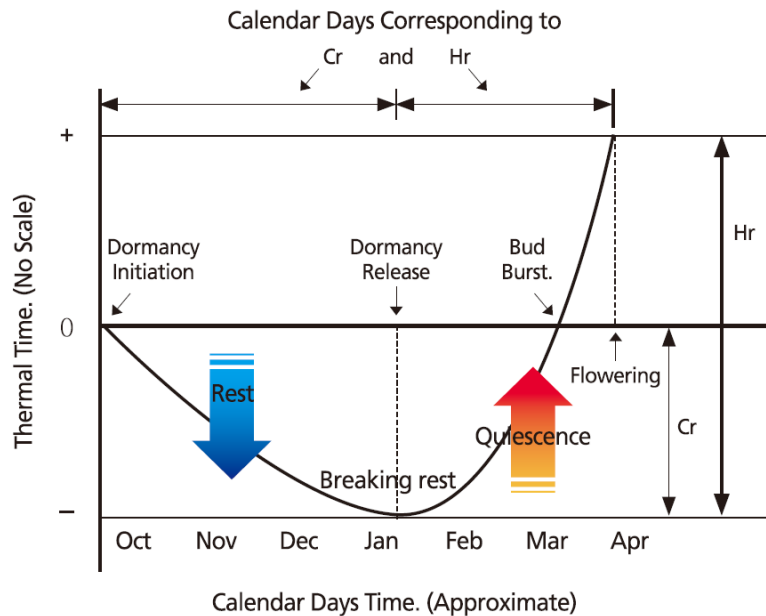 Calendar Days Corresponding to
Cr and Hr
+
Dormancy
Initiation
Dormancy
Release
Bud
Burst.
Hr
0
Thermal Time. (No Scale)
Rest
Flowering
Quiescence
Cr
Breaking rest
–
Oct Nov Dec Jan Feb Mar Apr
Calendar Days Time. (Approximate)